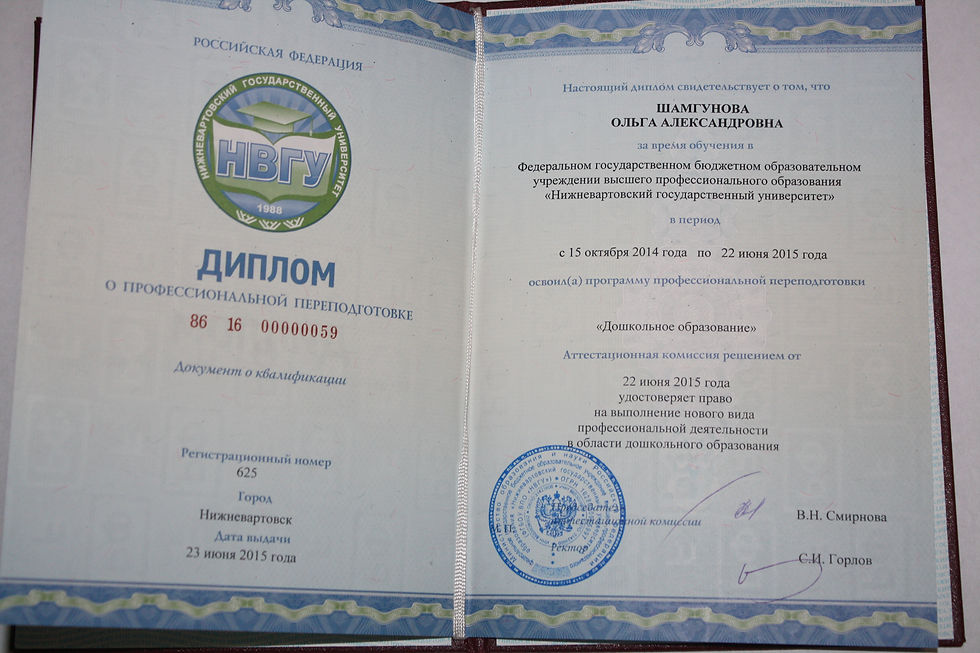 РОССИЙСКАЯ ФЕДЕРАЦИЯ
НИЖНЕВАРТОВСКИЙ ГОСУДАРСТВЕННЫЙ УНИВЕРСИТЕТ
НВГУ
1988
ДИПЛОМ
О ПРОФЕССИОНАЛЬНОЙ ПЕРЕПОДГОТОВКЕ
86 16 00000059
Документ о квалификации
Регистрационный номер
625
Город
Нижневартовск
Дата выдачи
23 июня 2015 года
Настоящий диплом свидетельствует о том, что
ШАМГУНОВА
ОЛЬГА АЛЕКСАНДРОВНА
за время обучения в
Федеральном государственном бюджетном образовательном
учреждении высшего профессионального образования
«Нижневартовский государственный университет»
в период
с 15 октября 2014 года по 22 июня 2015 года
освоил(а) программу профессиональной переподготовки
«Дошкольное образование»
Аттестационная комиссия решением от
22 июня 2015 года
удостоверяет право
на выполнение нового вида
профессиональной деятельности
в области дошкольного образования
Председатель
аттестационной комиссии
В.Н. Смирнова
М.П.
Ректор
С.И. Горлов